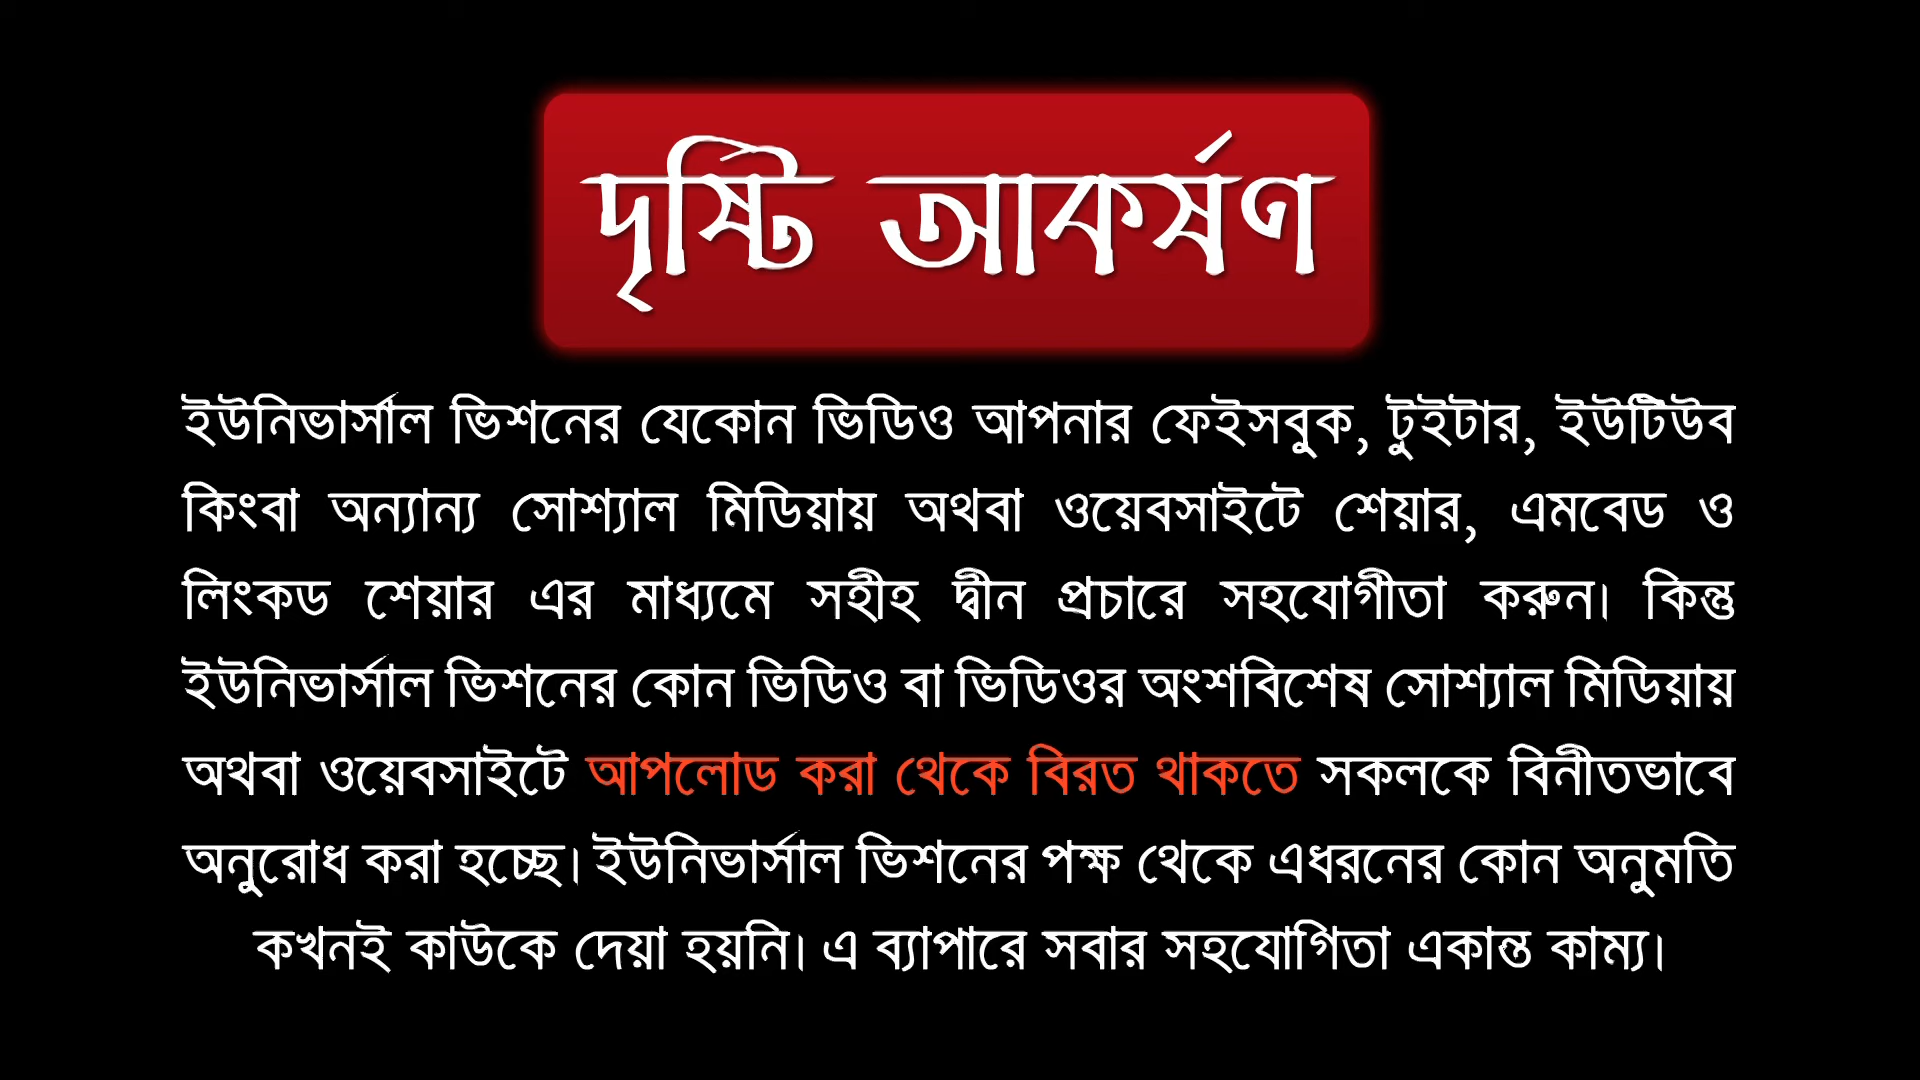 দৃষ্টি আকর্ষণ
ইউনিভার্সাল ভিশনের যেকোন ভিডিও আপনার ফেইসবুক, টুইটার, ইউটিউব
কিংবা অন্যান্য সোশ্যাল মিডিয়ায় অথবা ওয়েবসাইটে শেয়ার, এমবেড ও
লিংকড শেয়ার এর মাধ্যমে সহীহ দ্বীন প্রচারে সহযোগীতা করুন। কিন্তু
ইউনিভার্সাল ভিশনের কোন ভিডিও বা ভিডিওর অংশবিশেষ সোশ্যাল মিডিয়ায়
অথবা ওয়েবসাইটে আপলোড করা থেকে বিরত থাকতে সকলকে বিনীতভাবে
অনুরোধ করা হচ্ছে। ইউনিভার্সাল ভিশনের পক্ষ থেকে এধরনের কোন অনুমতি
কখনই কাউকে দেয়া হয়নি। এ ব্যাপারে সবার সহযোগিতা একান্ত কাম্য।